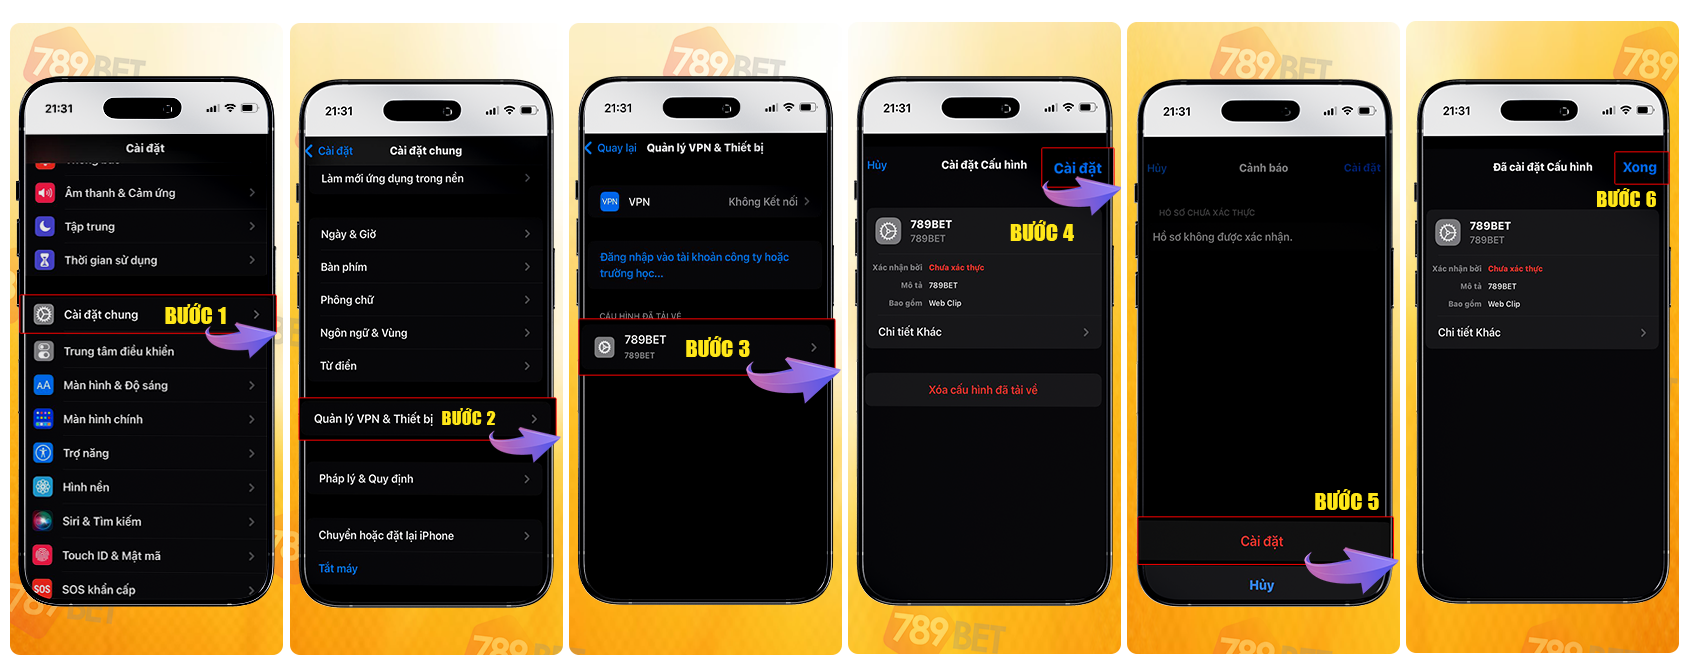 789BET
21:31
Cài đặt
Âm thanh & Cảm ứng
Tập trung
Thời gian sử dụng
Cài đặt chung
BƯỚC 1
Trung tâm điều khiển
AA
Màn hình & Độ sáng
Màn hình chính
Trợ năng
Hình nền
Siri & Tìm kiếm
Touch ID & Mật mã
SOS
SOS khẩn cấp
789BET
21:31
Cài đặt
Cài đặt chung
Làm mới ứng dụng trong nền
Ngày & Giờ
Bàn phím
Phông chữ
Ngôn ngữ & Vùng
Từ điển
Quản lý VPN & Thiết bị
BƯỚC 2
Pháp lý & Quy định
Chuyển hoặc đặt lại iPhone
Tắt máy
789
789BET
21:31
Quay lại
Quản lý VPN & Thiết bị
VPN
VPN
Không Kết nối
Đăng nhập vào tài khoản công ty hoặc
trường học...
CẤU HÌNH ĐÃ TẢI VỀ
789BET
789BET
BƯỚC 3
21:31
Hủy
Cài đặt Cấu hình
Cài đặt
BƯỚC 4
789BET
789BET
Xác nhận bởi Chưa xác thực
Mô tả 789BET
Bao gồm Web Clip
Chi tiết Khác
Xóa cấu hình đã tải về
789BET
789BET
21:31
Hủy
Cảnh báo
Cài đặt
HỒ SƠ CHƯA XÁC THỰC
Hồ sơ không được xác nhận.
BƯỚC 5
Cài đặt
Hủy
789BET
789
21:31
Đã cài đặt Cấu hình
Xong
BƯỚC 6
789BET
789BET
Xác nhận bởi Chưa xác thực
Mô tả 789BET
Bao gồm Web Clip
Chi tiết Khác
789BET